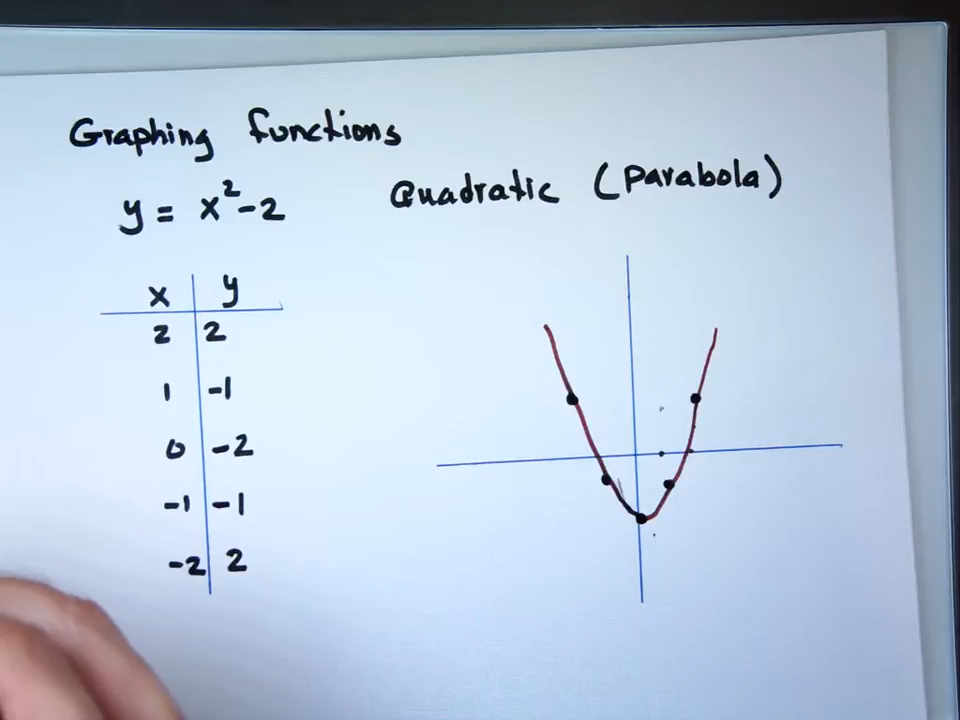 Graphing functions
y = x²-2
Quadratic (Parabola)
x y
2 2
1 -1
0 -2
-1 -1
-2 2